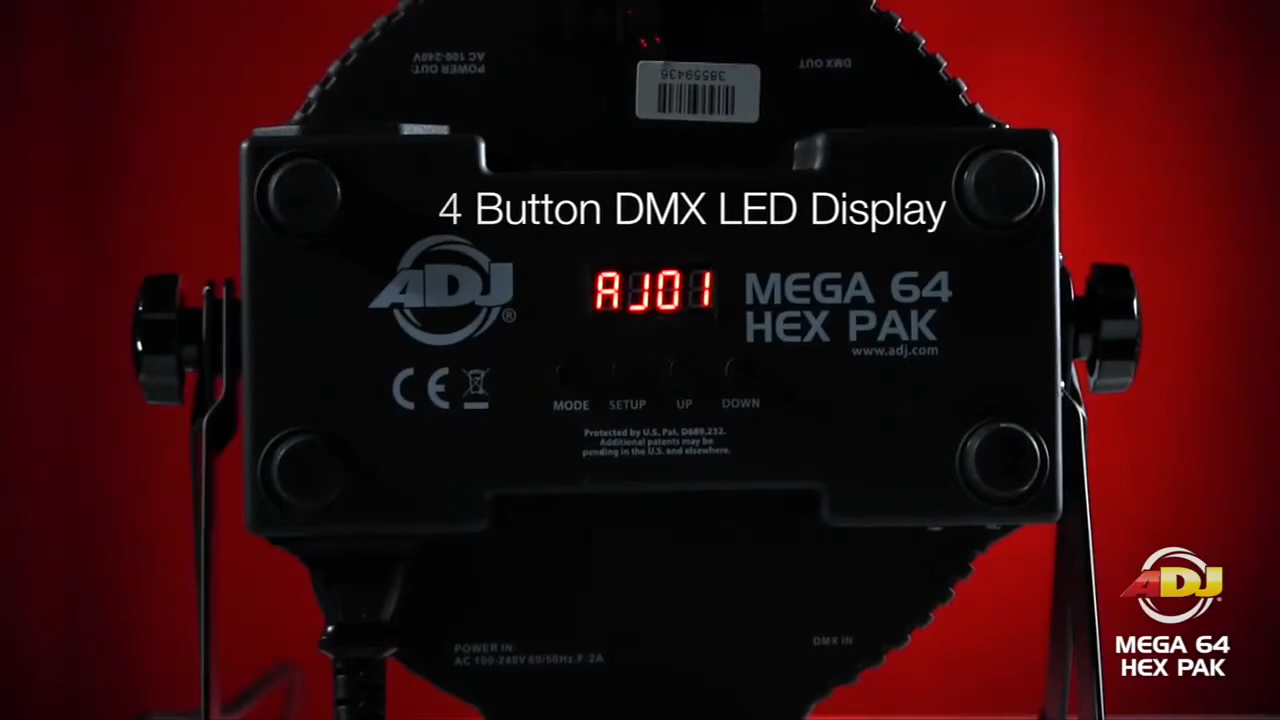 POWER OUT:
AC 100-240V
DMX OUT
38559436
4 Button DMX LED Display
ADJ®
AJ01
MEGA 64
HEX PAK
www.adj.com
CE
MODE SETUP UP DOWN
Protected by U.S. Pat. D689,232.
Additional patents may be
pending in the U.S. and elsewhere.
POWER IN:
AC 100-240V 60/50Hz, F:2A
DMX IN
ADJ®
MEGA 64
HEX PAK